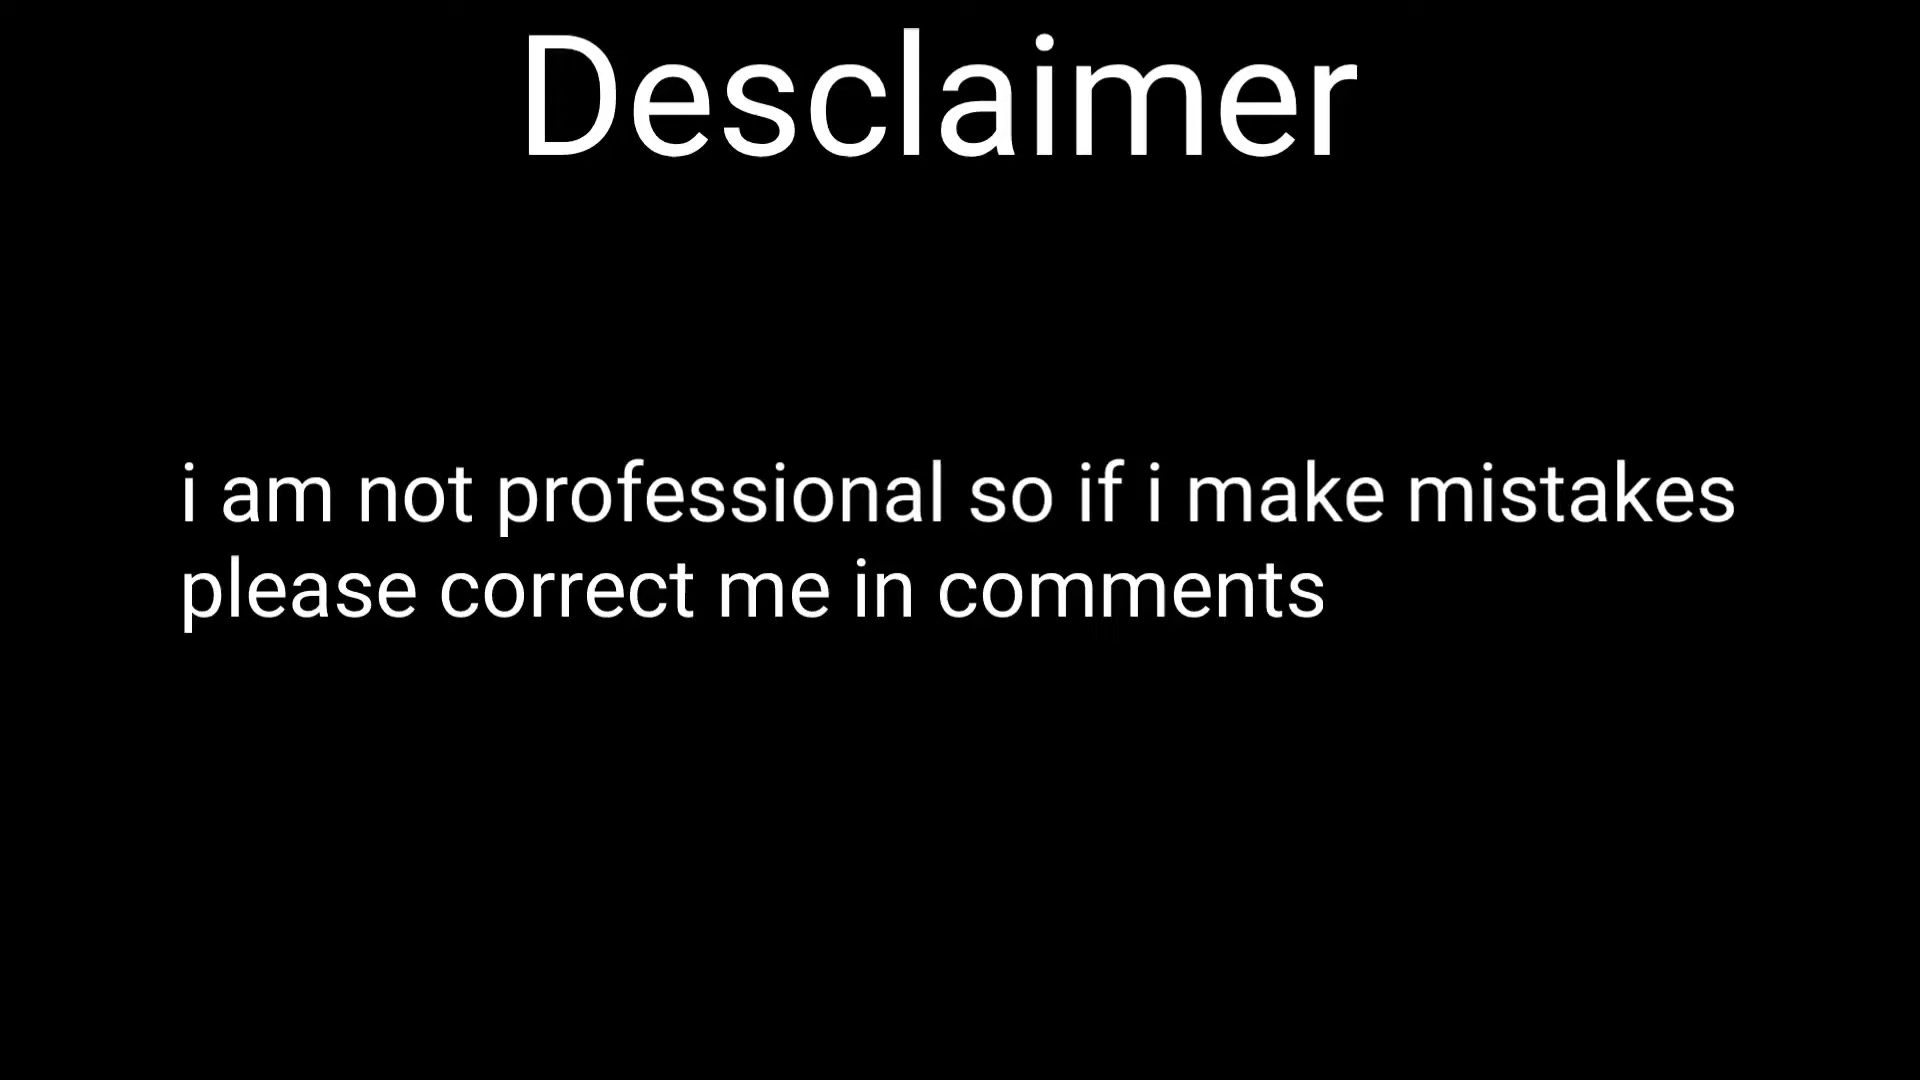 Desclaimer
i am not professional so if i make mistakes
please correct me in comments